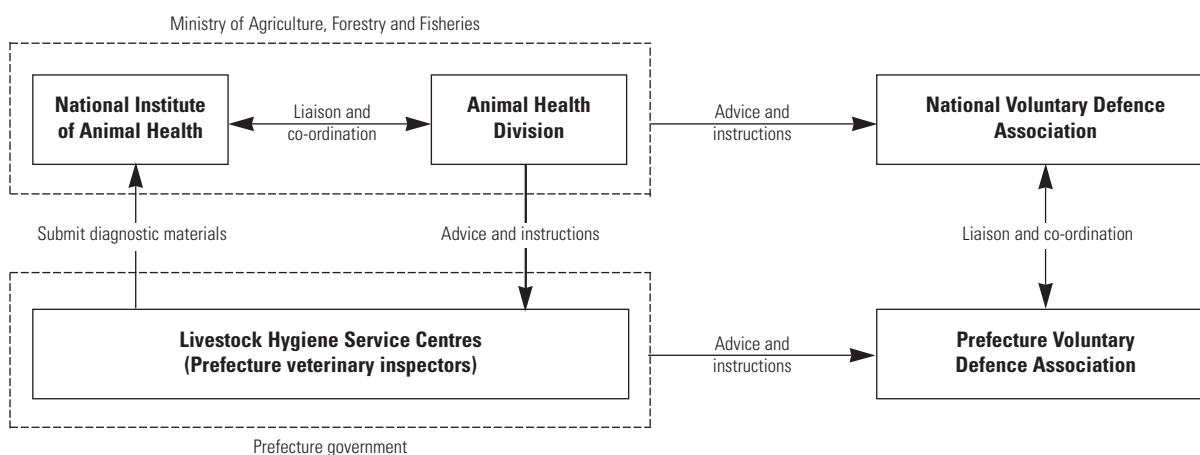 Ministry of Agriculture, Forestry and Fisheries
National Institute
of Animal Health
Liaison and
co-ordination
Animal Health
Division
Advice and
instructions
National Voluntary Defence
Association
Submit diagnostic materials
Advice and instructions
Liaison and co-ordination
Livestock Hygiene Service Centres
(Prefecture veterinary inspectors)
Advice and
instructions
Prefecture Voluntary
Defence Association
Prefecture government